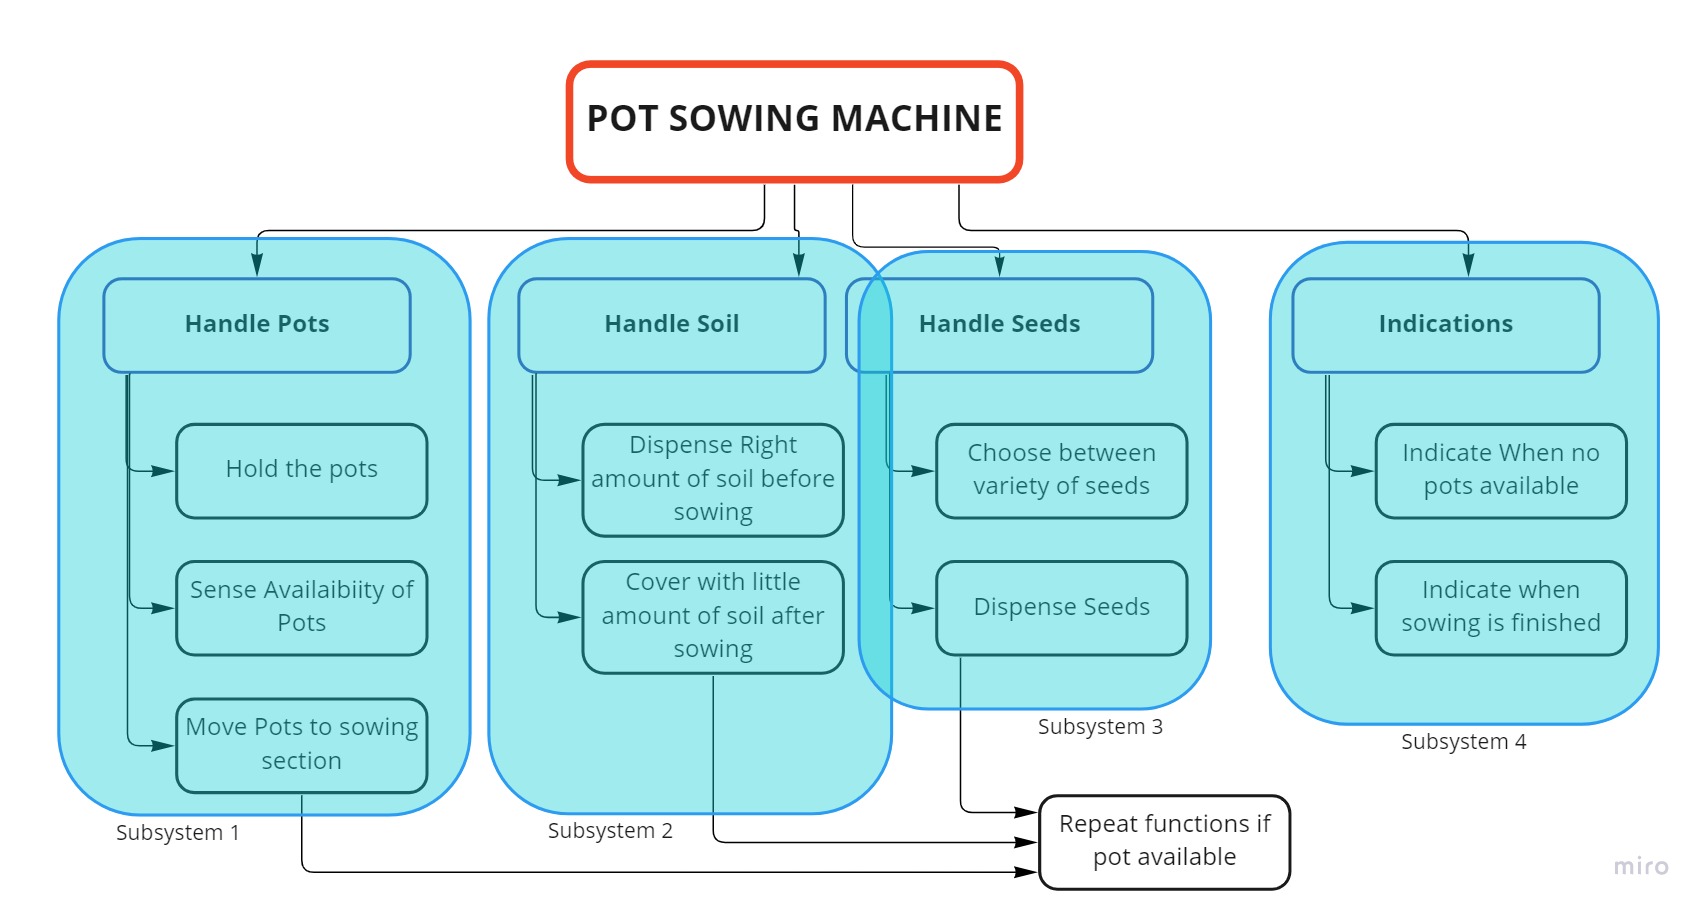 POT SOWING MACHINE
Handle Pots
Hold the pots
Sense Availaibiity of
Pots
Move Pots to sowing
section
Subsystem 1
Handle Soil
Dispense Right
amount of soil before
sowing
Cover with little
amount of soil after
sowing
Subsystem 2
Handle Seeds
Choose between
variety of seeds
Dispense Seeds
Subsystem 3
Indications
Indicate When no
pots available
Indicate when
sowing is finished
Subsystem 4
Repeat functions if
pot available
miro